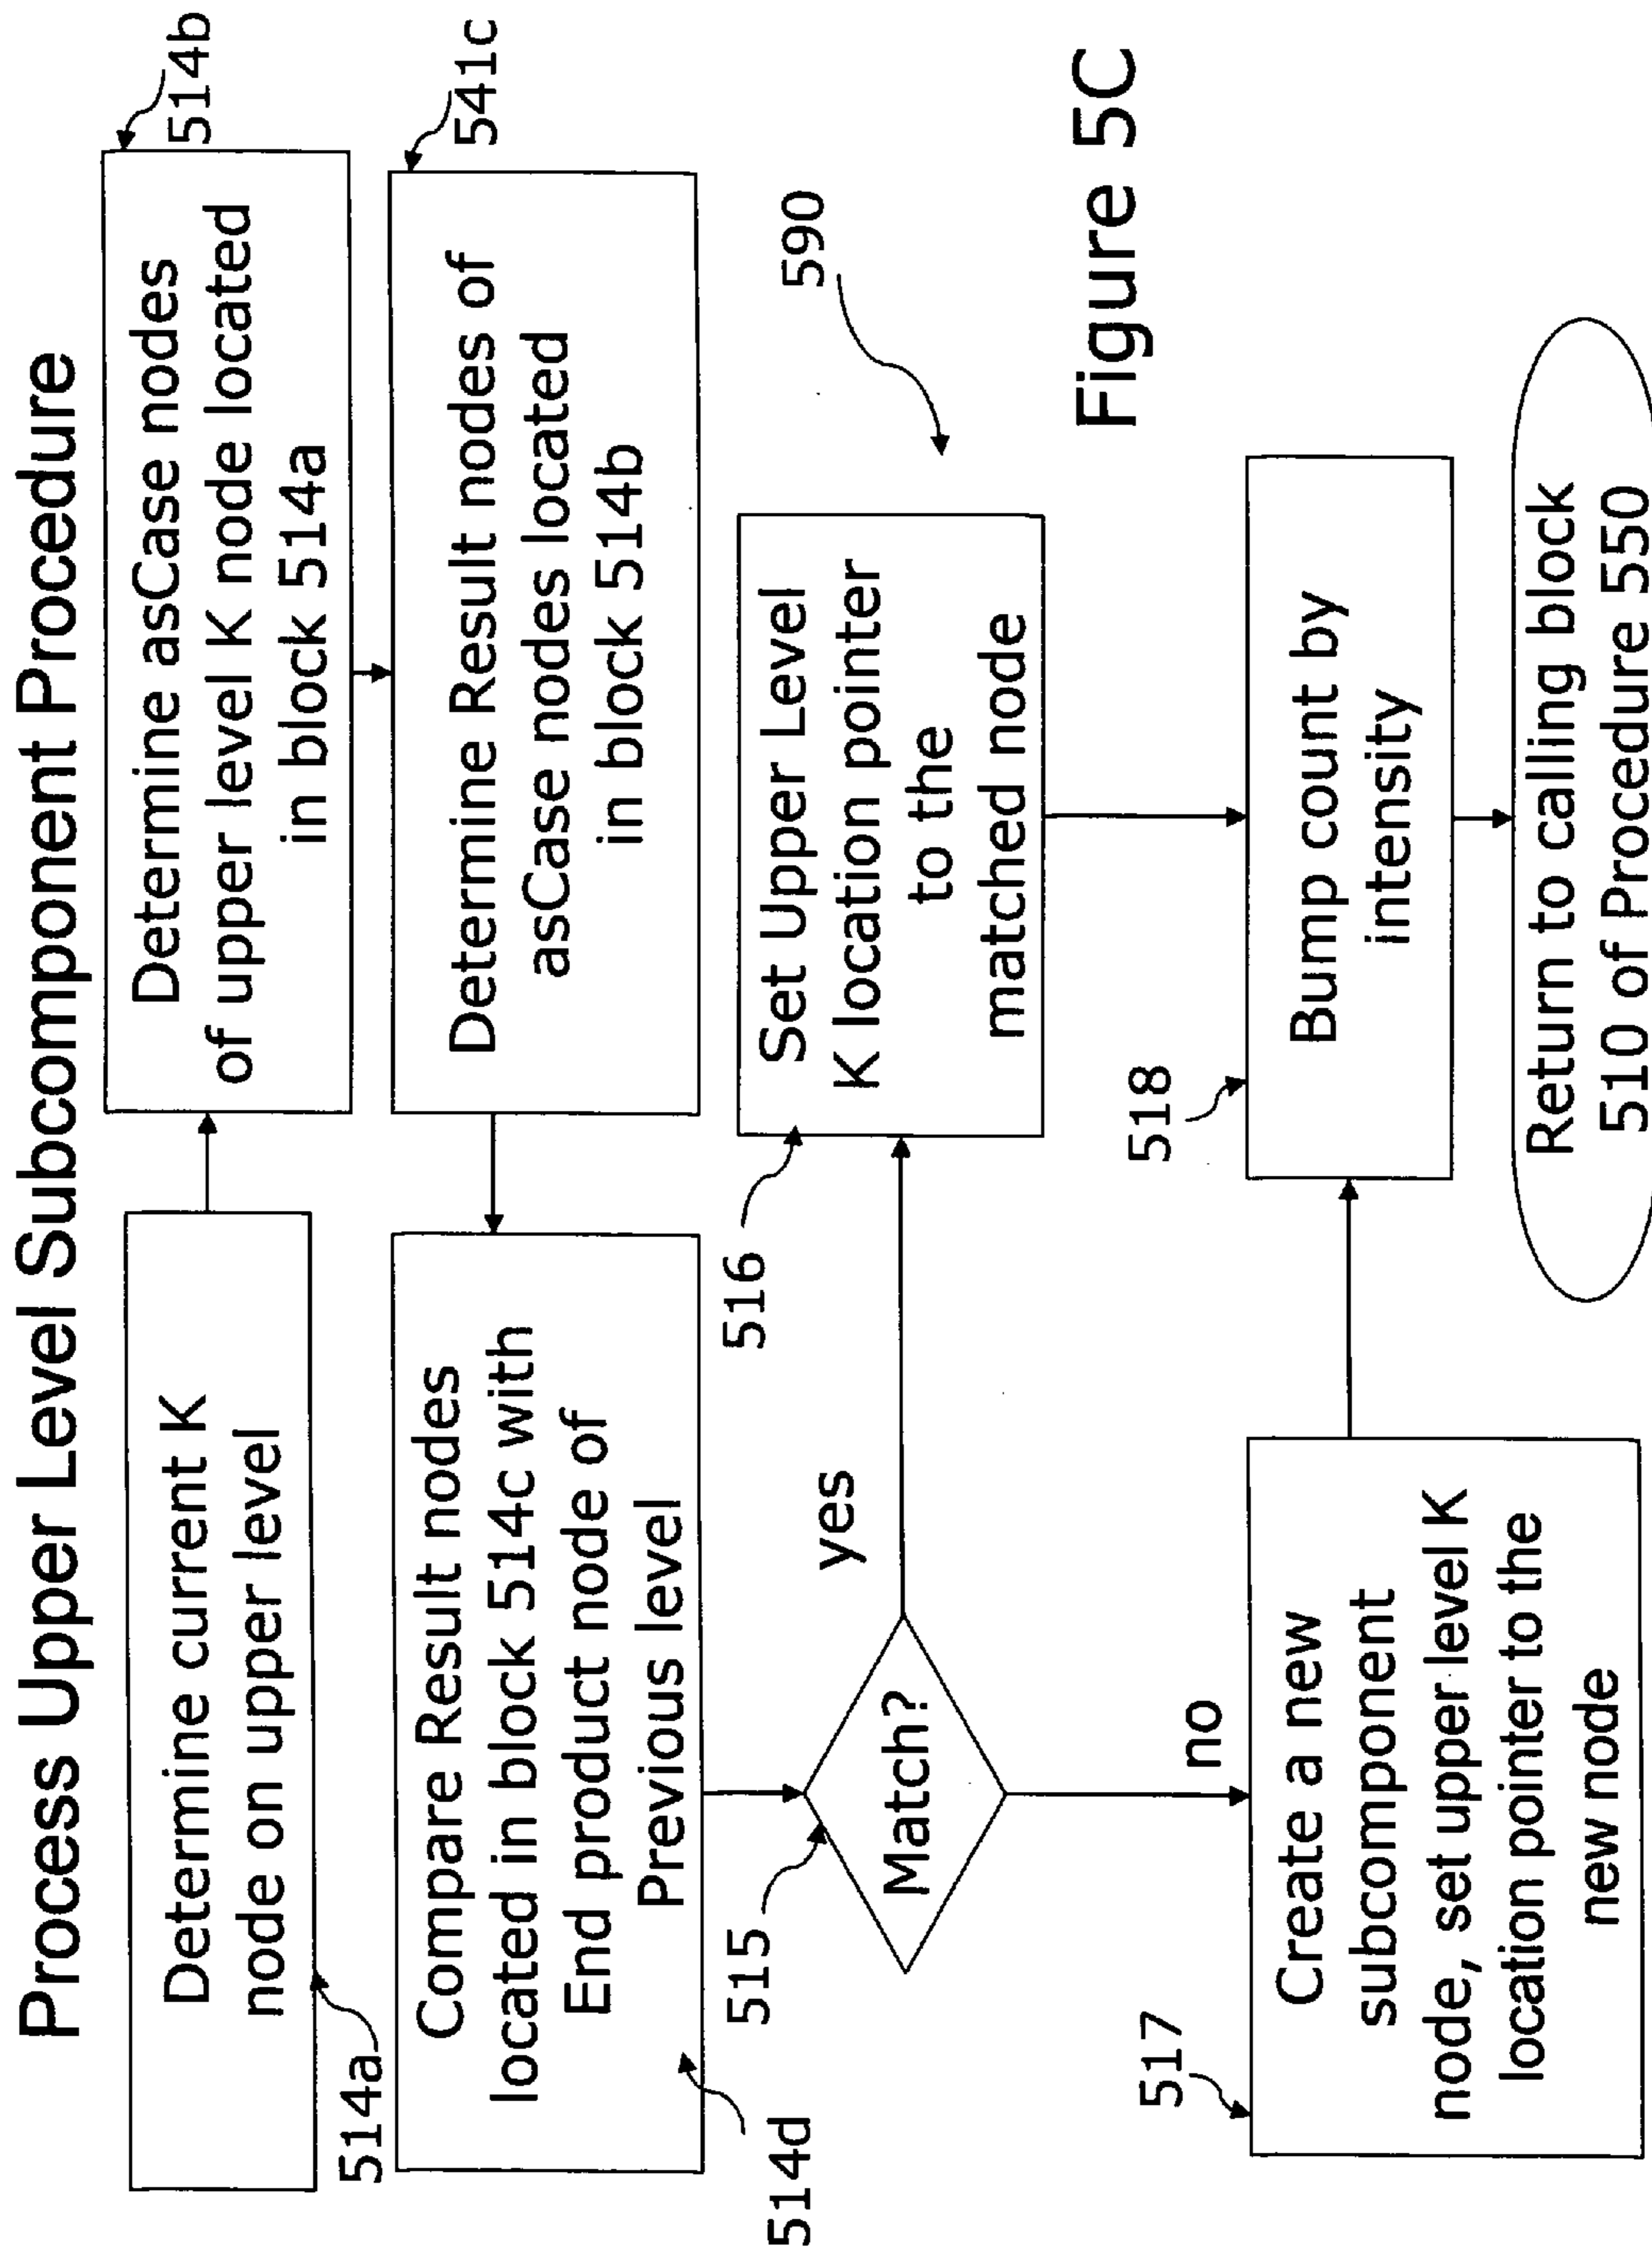 Process Upper Level Subcomponent Procedure
Determine current K
node on upper level
514a
Determine asCase nodes
of upper level K node located
in block 514a
514b
Determine Result nodes of
asCase nodes located
in block 514b
541c
Compare Result nodes
located in block 514c with
End product node of
Previous level
514d
515
Match?
yes
no
516
Set Upper Level
K location pointer
to the
matched node
590
517
Create a new
subcomponent
node, set upper level K
location pointer to the
new node
518
Bump count by
intensity
Return to calling block
510 of Procedure 550
Figure 5C